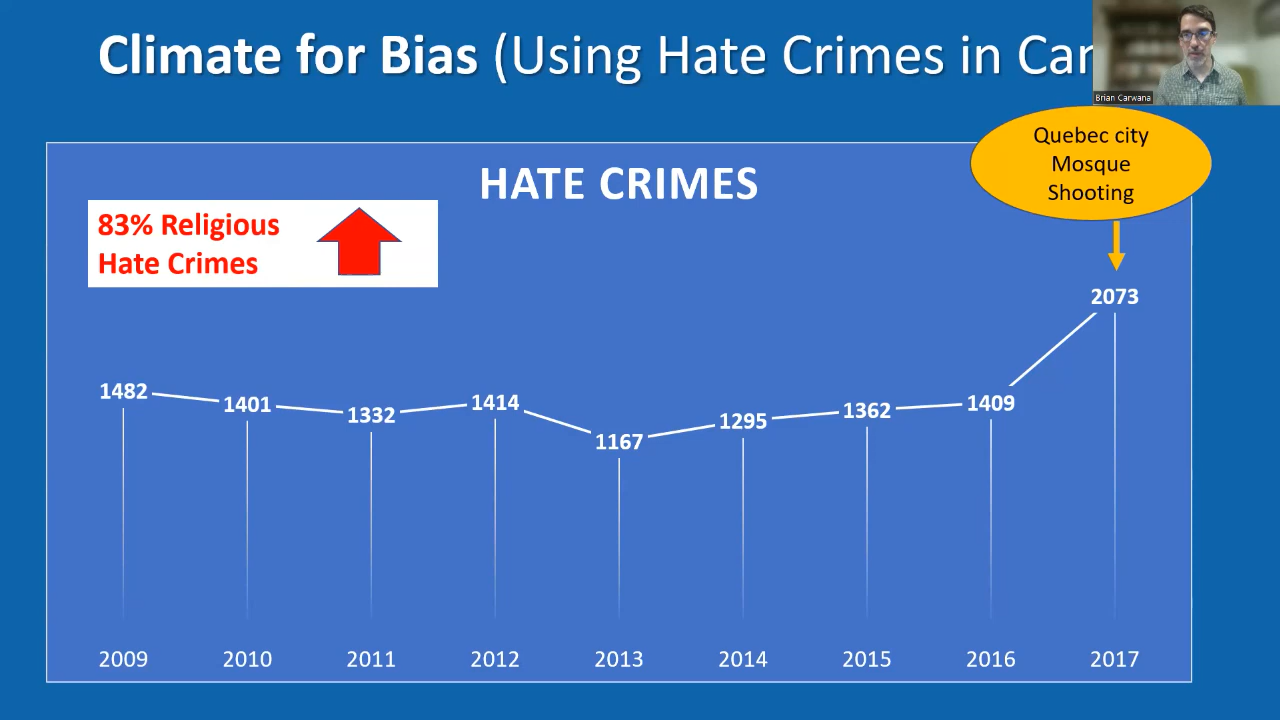 Climate for Bias (Using Hate Crimes in
Brian Carwana
Quebec city
Mosque
Shooting
HATE CRIMES
83% Religious
Hate Crimes
2073
1482
1401
1332
1414
1167
1295
1362
1409
2009 2010 2011 2012 2013 2014 2015 2016 2017